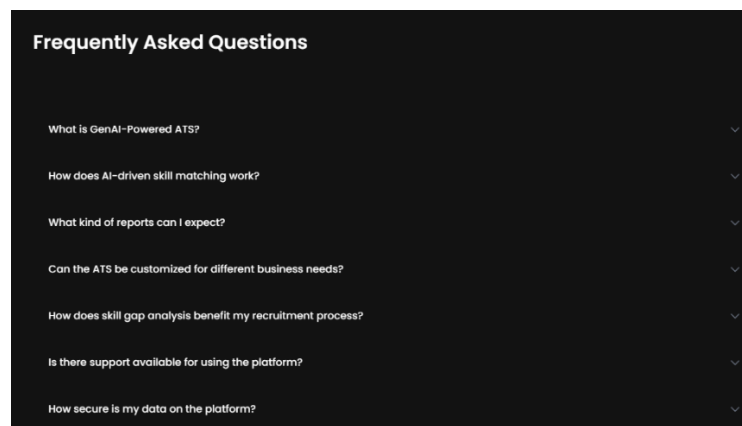 Frequently Asked Questions
What is GenAI-Powered ATS?
How does AI-driven skill matching work?
What kind of reports can I expect?
Can the ATS be customized for different business needs?
How does skill gap analysis benefit my recruitment process?
Is there support available for using the platform?
How secure is my data on the platform?